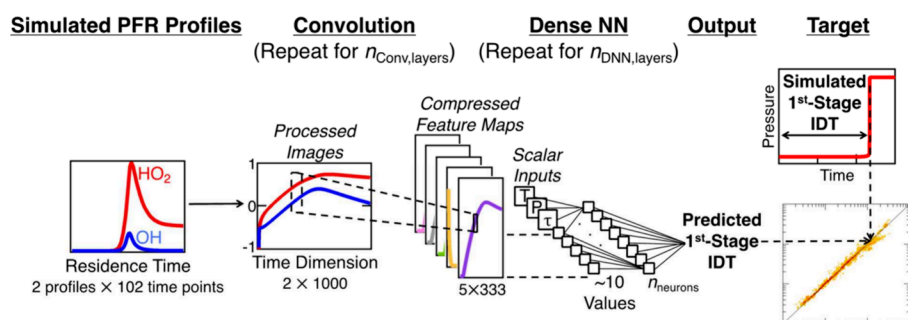 Simulated PFR Profiles
Convolution
(Repeat for nConv,layers)
Dense NN
(Repeat for nDNN,layers)
Output
Target
HO2
OH
Residence Time
2 profiles × 102 time points
Processed
Images
1
0
-1
Time Dimension
2 × 1000
Compressed
Feature Maps
5×333
Scalar
Inputs
T
P
τ
~10
Values
nneurons
Predicted
1st-Stage
IDT
Pressure
Simulated
1st-Stage
IDT
Time